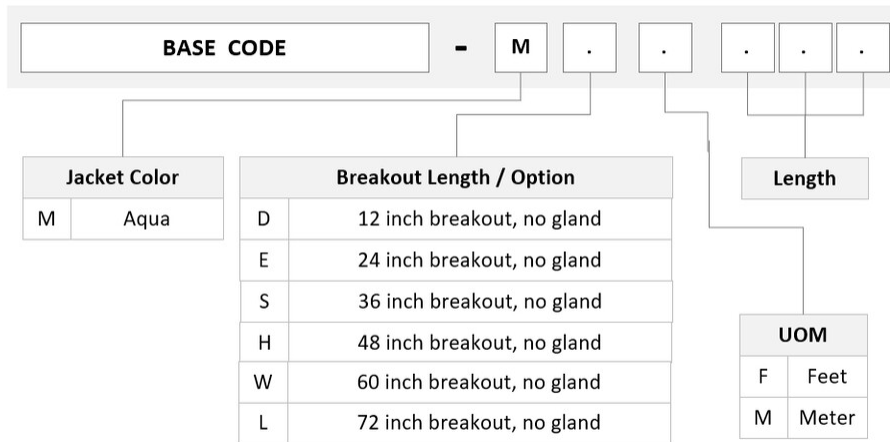 BASE CODE - M . . . . .
Jacket Color
M Aqua
Breakout Length / Option
D 12 inch breakout, no gland
E 24 inch breakout, no gland
S 36 inch breakout, no gland
H 48 inch breakout, no gland
W 60 inch breakout, no gland
L 72 inch breakout, no gland
Length
UOM
F Feet
M Meter